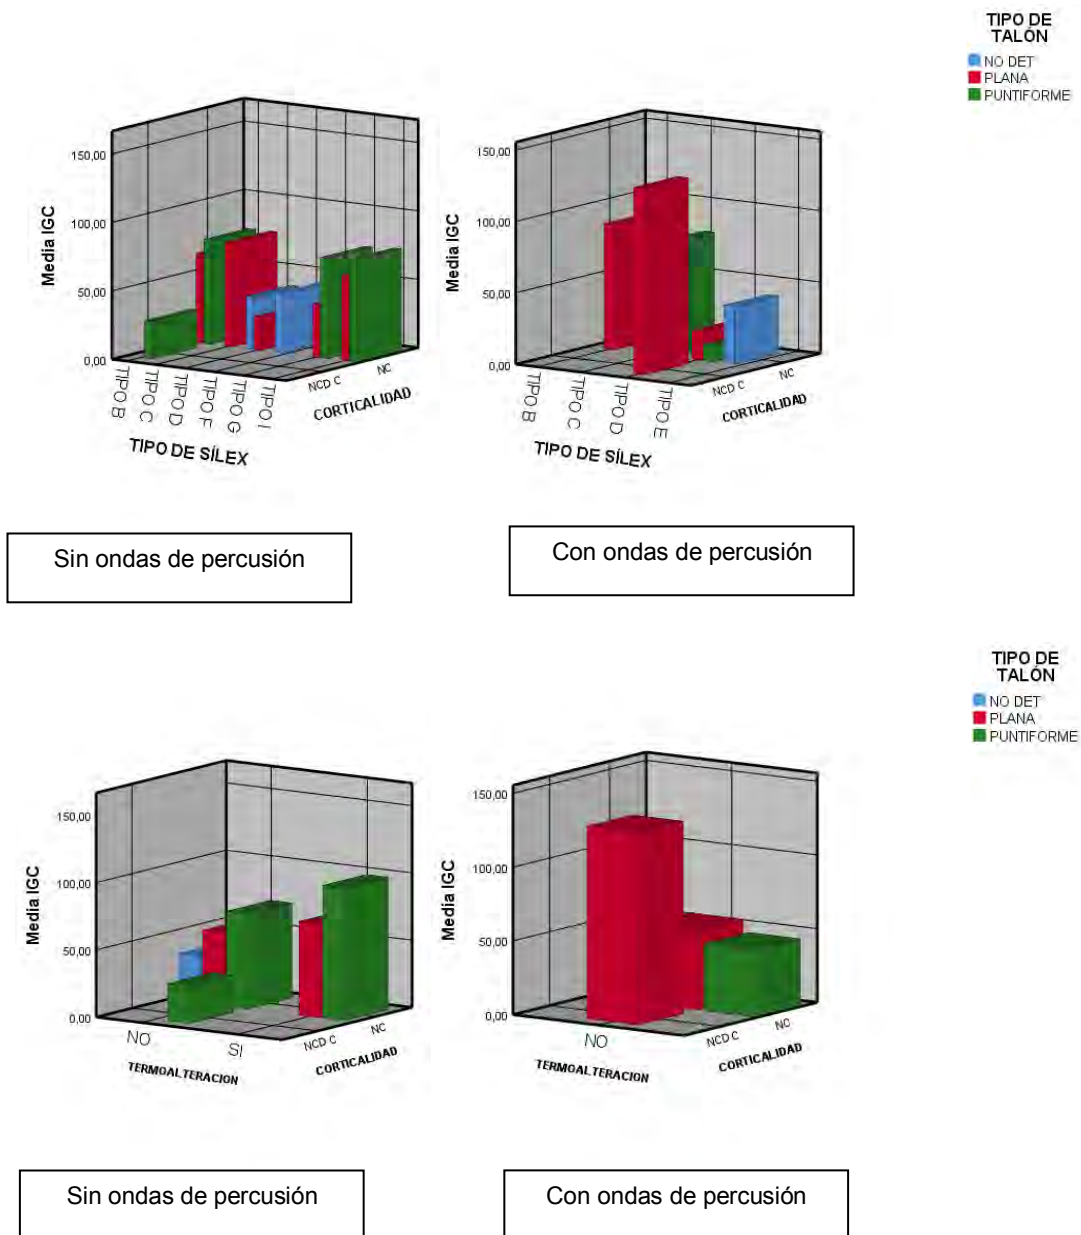 TIPO DE
TALÓN
NO DET
PLANA
PUNTIFORME
Media IGC
150,00
100,00
50,00
0,00
TIPO B
TIPO C
TIPO D
TIPO F
TIPO G
TIPO I
TIPO DE SÍLEX
NCD C
NC
CORTICALIDAD
Media IGC
150,00
100,00
50,00
0,00
TIPO B
TIPO C
TIPO D
TIPO E
TIPO DE SÍLEX
NCD C
NC
CORTICALIDAD
Sin ondas de percusión
Con ondas de percusión
TIPO DE
TALÓN
NO DET
PLANA
PUNTIFORME
Media IGC
150,00
100,00
50,00
0,00
NO
SI
TERMOALTERACION
NCD C
NC
CORTICALIDAD
Media IGC
150,00
100,00
50,00
0,00
NO
TERMOALTERACION
NCD C
NC
CORTICALIDAD
Sin ondas de percusión
Con ondas de percusión